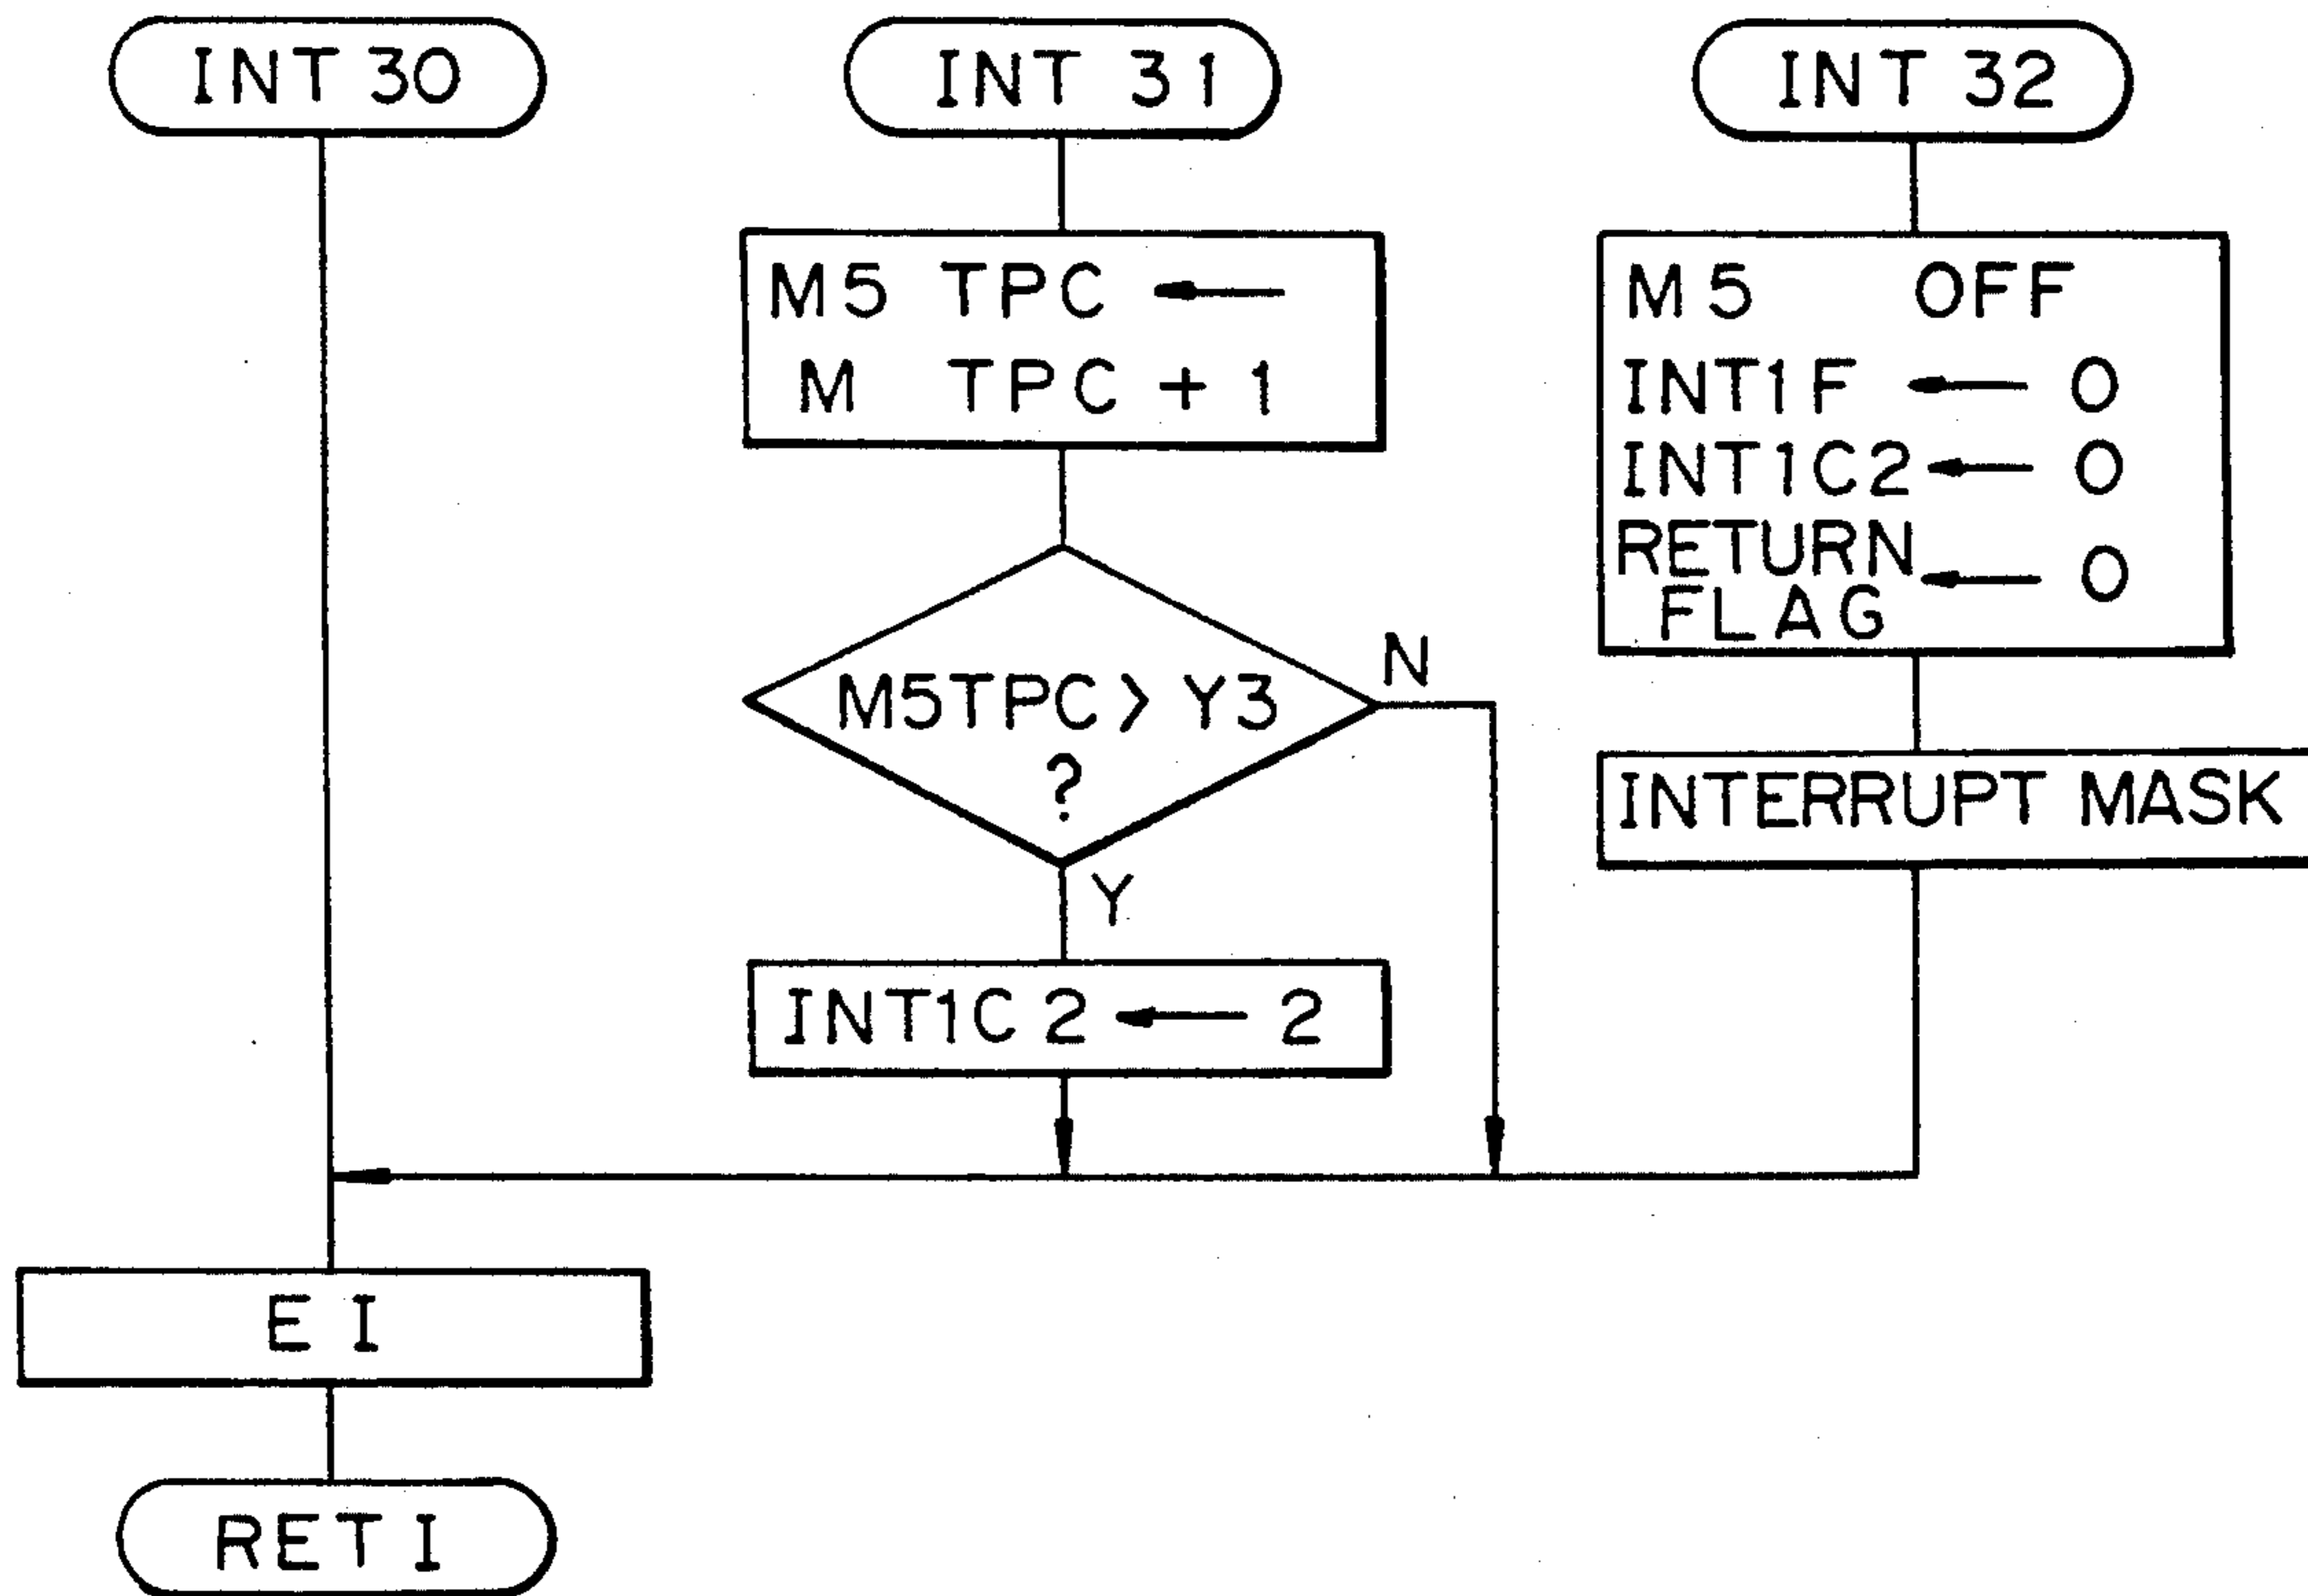 INT 30
INT 31
INT 32
M5 TPC ←
M TPC + 1
M5 OFF
INT1F ← 0
INT1C2 ← 0
RETURN
FLAG ← 0
M5TPC > Y3
?
N
Y
INTERRUPT MASK
INT1C2 ← 2
EI
RETI